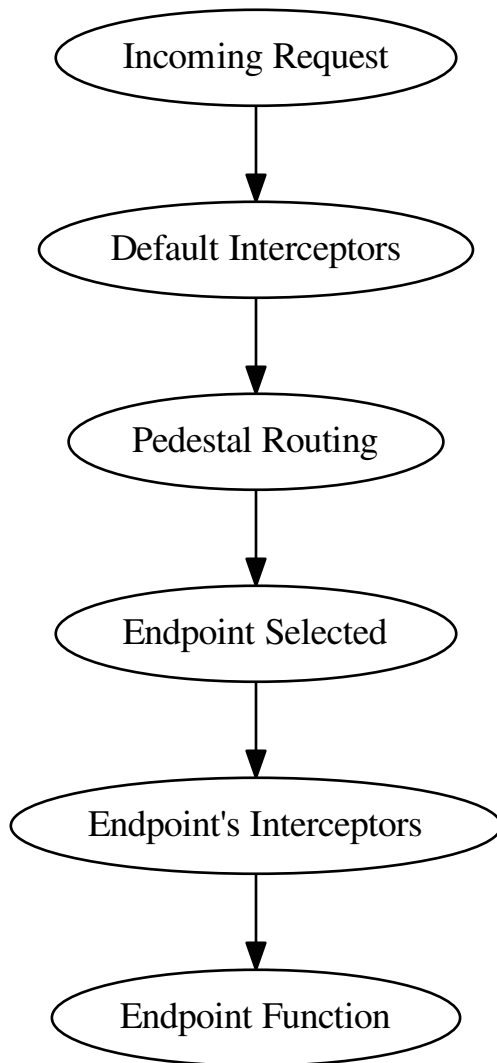 Incoming Request
Default Interceptors
Pedestal Routing
Endpoint Selected
Endpoint's Interceptors
Endpoint Function